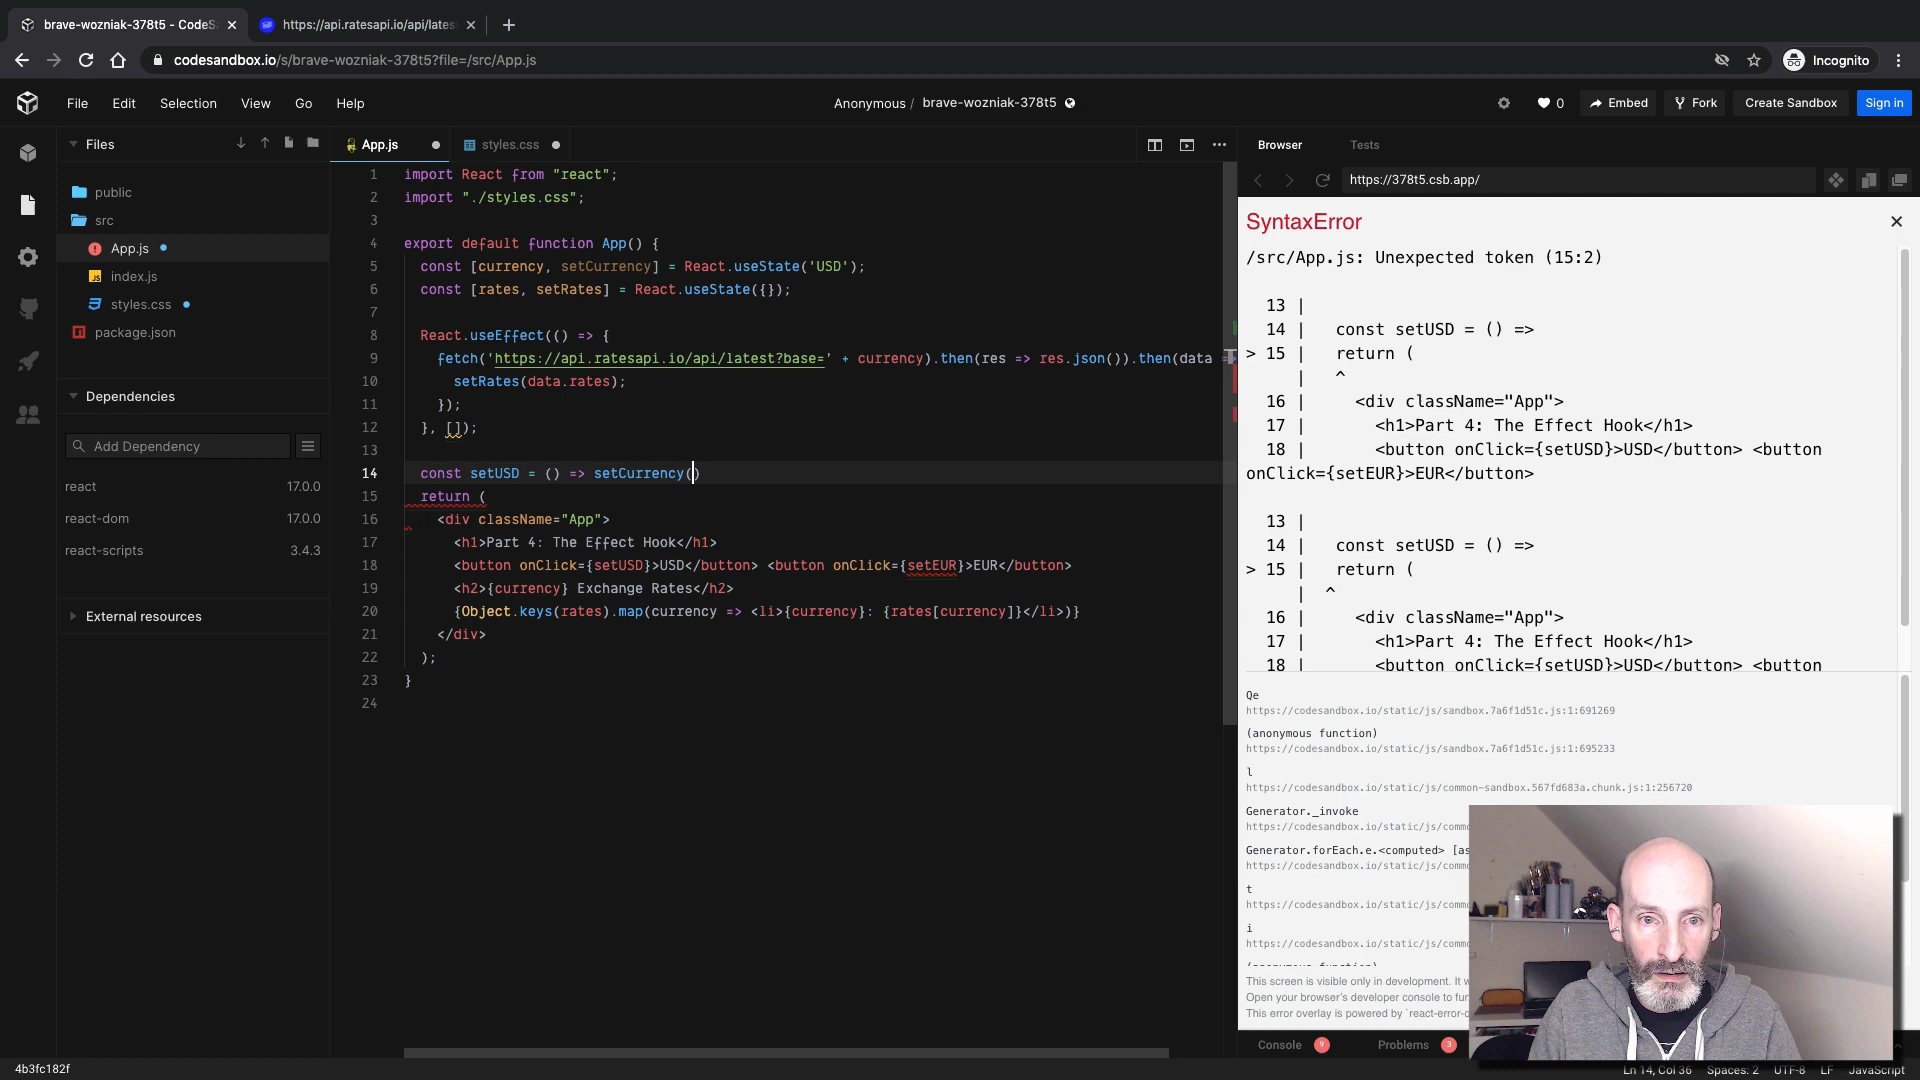 brave-wozniak-378t5 - CodeSa
https://api.ratesapi.io/api/lates
codesandbox.io/s/brave-wozniak-378t5?file=/src/App.js
Incognito
File Edit Selection View Go Help
Anonymous / brave-wozniak-378t5
0
Embed
Fork
Create Sandbox
Sign in
Files
public
src
App.js
index.js
styles.css
package.json
Dependencies
Add Dependency
react 17.0.0
react-dom 17.0.0
react-scripts 3.4.3
External resources
App.js
styles.css
1 import React from "react";
2 import "./styles.css";
3
4 export default function App() {
5 const [currency, setCurrency] = React.useState('USD');
6 const [rates, setRates] = React.useState({});
7
8 React.useEffect(() => {
9 fetch('https://api.ratesapi.io/api/latest?base=' + currency).then(res => res.json()).then(data =>
10 setRates(data.rates);
11 });
12 }, []);
13
14 const setUSD = () => setCurrency()
15 return (
16 <div className="App">
17 <h1>Part 4: The Effect Hook</h1>
18 <button onClick={setUSD}>USD</button> <button onClick={setEUR}>EUR</button>
19 <h2>{currency} Exchange Rates</h2>
20 {Object.keys(rates).map(currency => <li>{currency}: {rates[currency]}</li>)}
21 </div>
22 );
23 }
24
Browser
Tests
https://378t5.csb.app/
SyntaxError
/src/App.js: Unexpected token (15:2)
13 |
14 | const setUSD = () =>
> 15 | return (
| ^
16 | <div className="App">
17 | <h1>Part 4: The Effect Hook</h1>
18 | <button onClick={setUSD}>USD</button> <button
onClick={setEUR}>EUR</button>
13 |
14 | const setUSD = () =>
> 15 | return (
| ^
16 | <div className="App">
17 | <h1>Part 4: The Effect Hook</h1>
18 | <button onClick={setUSD}>USD</button> <button
Qe
https://codesandbox.io/static/js/sandbox.7a6f1d51c.js:1:691269
(anonymous function)
https://codesandbox.io/static/js/sandbox.7a6f1d51c.js:1:695233
l
https://codesandbox.io/static/js/common-sandbox.567fd683a.chunk.js:1:256720
Generator._invoke
https://codesandbox.io/static/js/commo
Generator.forEach.e.<computed> [as
https://codesandbox.io/static/js/commo
t
https://codesandbox.io/static/js/commo
i
https://codesandbox.io/static/js/commo
(anonymous function)
This screen is visible only in development. It w
Open your browser's developer console to fur
This error overlay is powered by `react-error-o
Console 9
Problems 3
4b3fc182f
Ln 14, Col 36 Spaces: 2 UTF-8 LF JavaScript